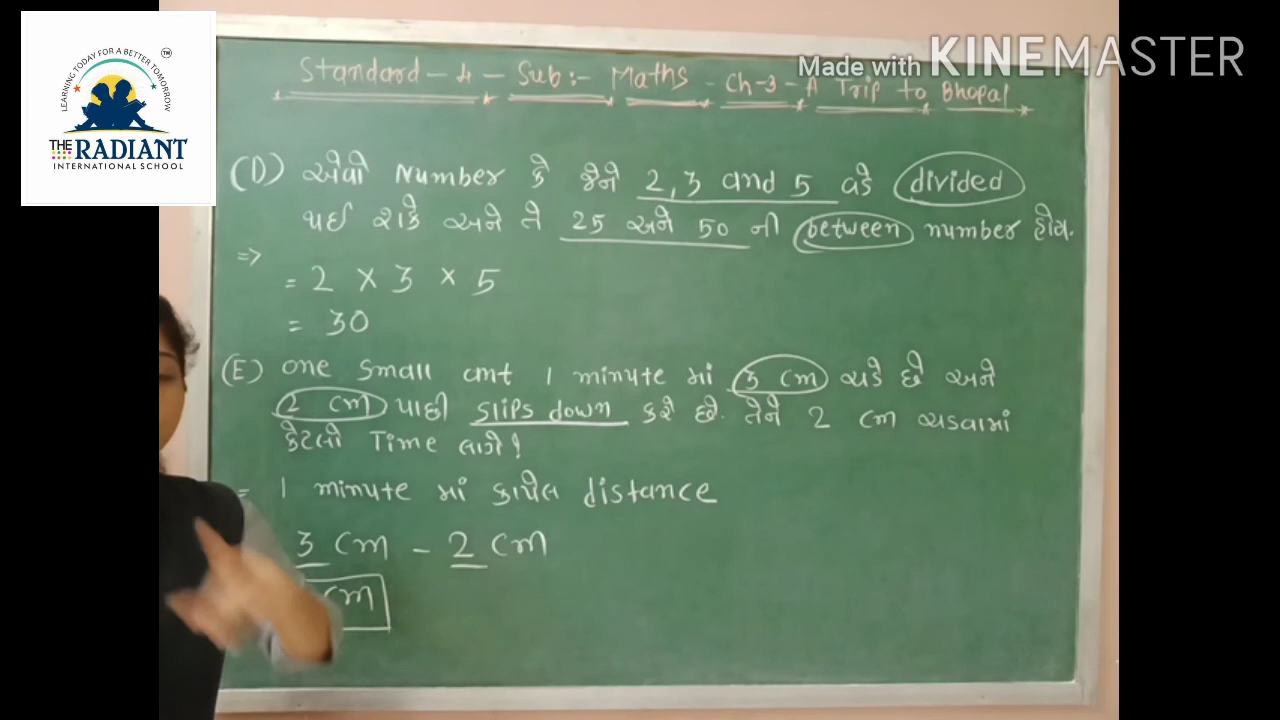 LEARNING TODAY FOR A BETTER TOMORROW
TM
THE RADIANT
INTERNATIONAL SCHOOL
Made with KINEMASTER
Standard - 4 - Sub:- Maths - Ch-3 - A Trip to Bhopal
(D) એવો Number કે જેને 2, 3 and 5 વડે divided
થઈ શકે અને તે 25 અને 50 ની between number હોય.
=>
= 2 × 3 × 5
= 30
(E) one small ant 1 minute માં 3 cm ચડે છે અને
2 cm પાછી slips down કરે છે. તેને 2 cm ચડવામાં
કેટલો Time લાગે?
= 1 minute માં કાપેલ distance
3 cm - 2 cm
cm